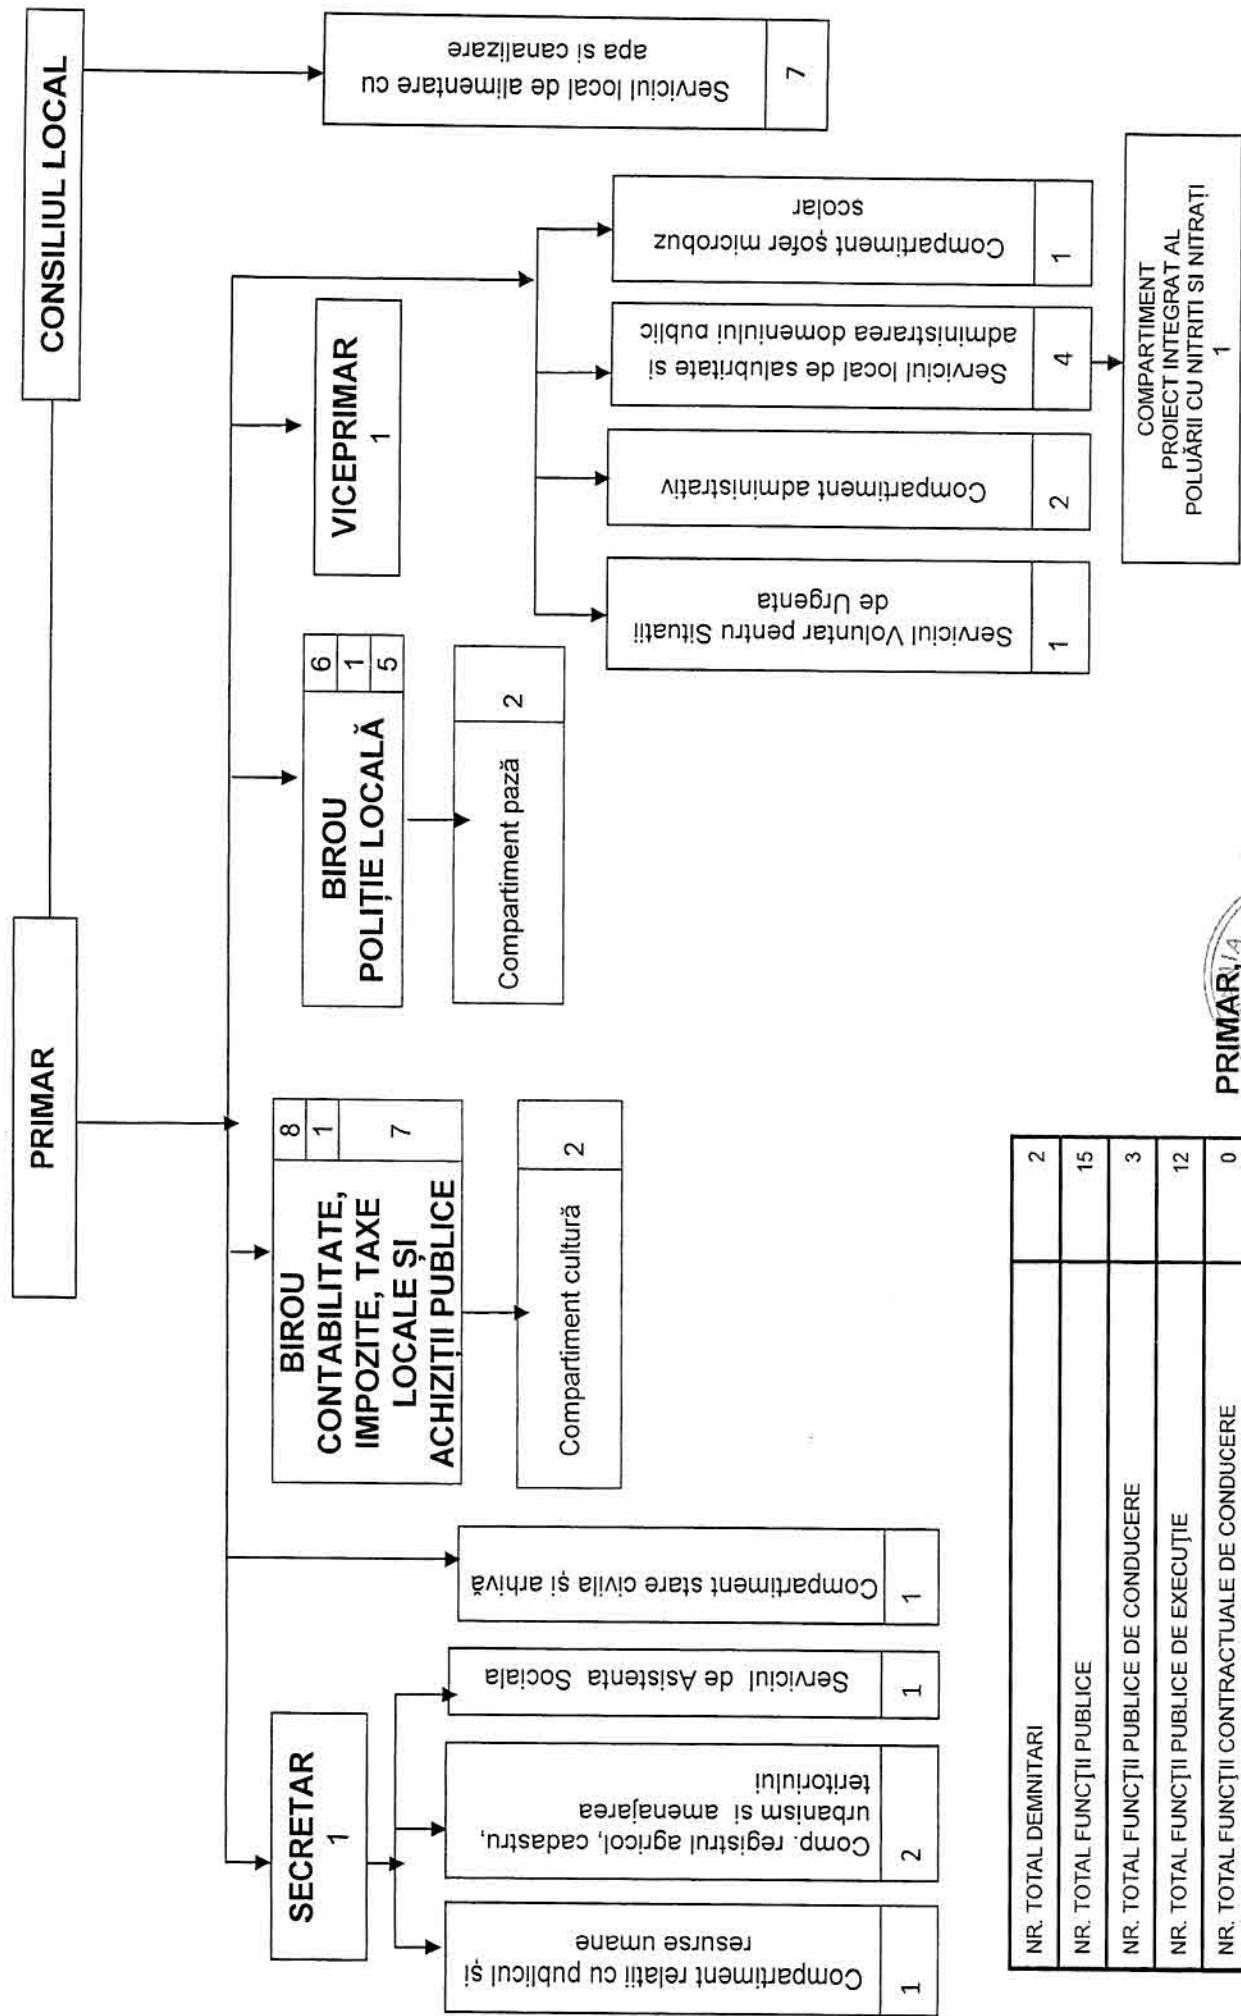 PRIMAR
CONSILIUL LOCAL
SECRETAR
1
Compartiment relatii cu publicul și
resurse umane
1
Comp. registrul agricol, cadastru,
urbanism si amenajarea
teritoriului
2
Serviciul de Asistenta Sociala
1
Compartiment stare civila și arhivă
1
BIROU
CONTABILITATE,
IMPOZITE, TAXE
LOCALE ȘI
ACHIZIȚII PUBLICE
8
1
7
Compartiment cultură
2
BIROU
POLIȚIE LOCALĂ
6
1
5
Compartiment pază
2
VICEPRIMAR
1
Serviciul Voluntar pentru Situatii
de Urgenta
1
Compartiment administrativ
2
Serviciul local de salubritate si
administrarea domeniului public
4
Compartiment șofer microbuz
scolar
1
COMPARTIMENT
PROIECT INTEGRAT AL
POLUĂRII CU NITRITI SI NITRAȚI
1
Serviciul local de alimentare cu
apa si canalizare
7
NR. TOTAL DEMNITARI 2
NR. TOTAL FUNCȚII PUBLICE 15
NR. TOTAL FUNCȚII PUBLICE DE CONDUCERE 3
NR. TOTAL FUNCȚII PUBLICE DE EXECUȚIE 12
NR. TOTAL FUNCȚII CONTRACTUALE DE CONDUCERE 0
PRIMAR,